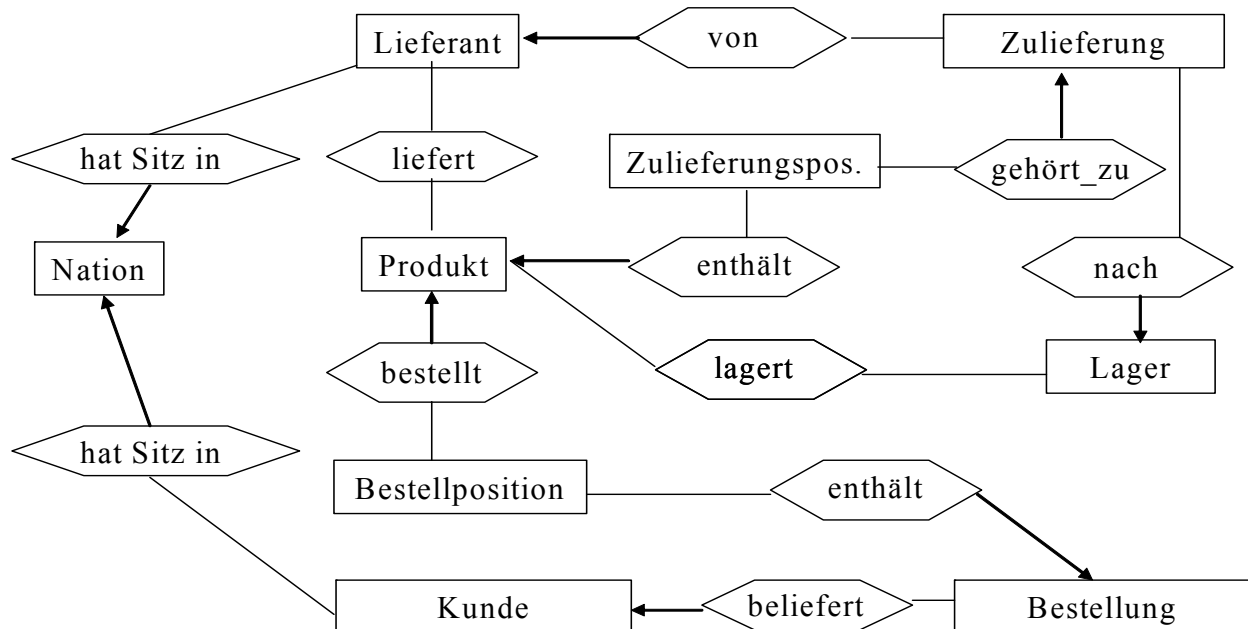 Lieferant
von
Zulieferung
hat Sitz in
liefert
Zulieferungspos.
gehört_zu
Nation
Produkt
enthält
nach
bestellt
lagert
Lager
hat Sitz in
Bestellposition
enthält
Kunde
beliefert
Bestellung